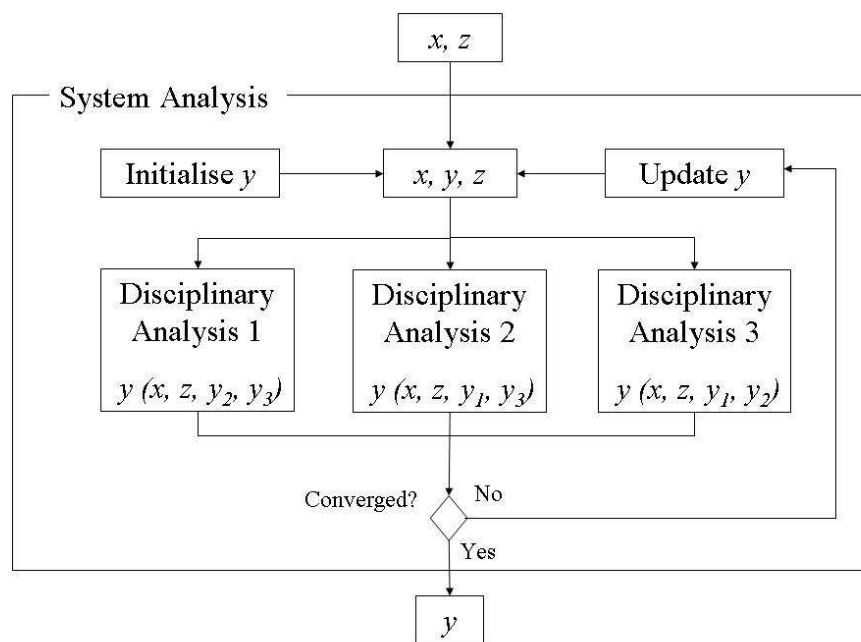 x, z
System Analysis
Initialise y
x, y, z
Update y
Disciplinary
Analysis 1
y (x, z, y2, y3)
Disciplinary
Analysis 2
y (x, z, y1, y3)
Disciplinary
Analysis 3
y (x, z, y1, y2)
Converged?
No
Yes
y